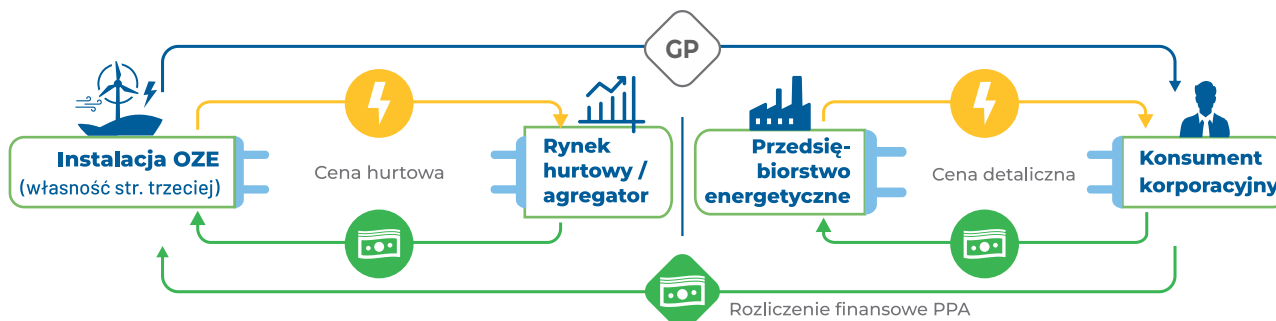 GP
Instalacja OZE
(własność str. trzeciej)
Cena hurtowa
Rynek
hurtowy /
agregator
Przedsię-
biorstwo
energetyczne
Cena detaliczna
Konsument
korporacyjny
Rozliczenie finansowe PPA